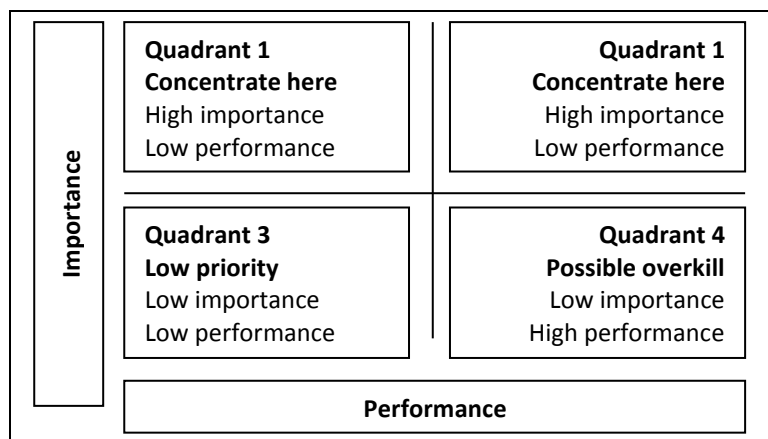 Importance
Quadrant 1
Concentrate here
High importance
Low performance
Quadrant 1
Concentrate here
High importance
Low performance
Quadrant 3
Low priority
Low importance
Low performance
Quadrant 4
Possible overkill
Low importance
High performance
Performance